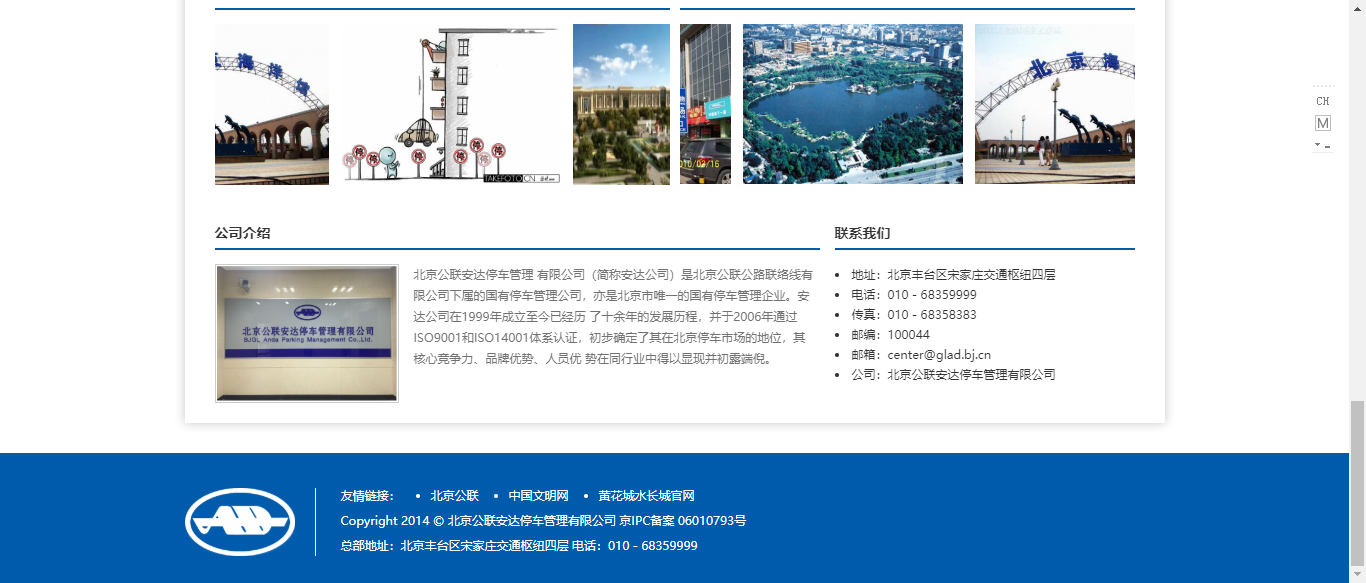 北京海
010/03/16
停 停 停 停 停 停
TAKEFOTO.CN
公司介绍
北京公联安达停车管理有限公司
BJGL Anda Parking Management Co.,Ltd.
北京公联安达停车管理 有限公司（简称安达公司）是北京公联公路联络线有
限公司下属的国有停车管理公司，亦是北京市唯一的国有停车管理企业。安
达公司在1999年成立至今已经历 了十余年的发展历程，并于2006年通过
ISO9001和ISO14001体系认证，初步确定了其在北京停车市场的地位，其
核心竞争力、品牌优势、人员优 势在同行业中得以显现并初露端倪。
联系我们
地址：北京丰台区宋家庄交通枢纽四层
电话：010 - 68359999
传真：010 - 68358383
邮编：100044
邮箱：center@glad.bj.cn
公司：北京公联安达停车管理有限公司
CH
M
友情链接： • 北京公联 • 中国文明网 • 黄花城水长城官网
Copyright 2014 © 北京公联安达停车管理有限公司 京IPC备案 06010793号
总部地址：北京丰台区宋家庄交通枢纽四层 电话：010 - 68359999